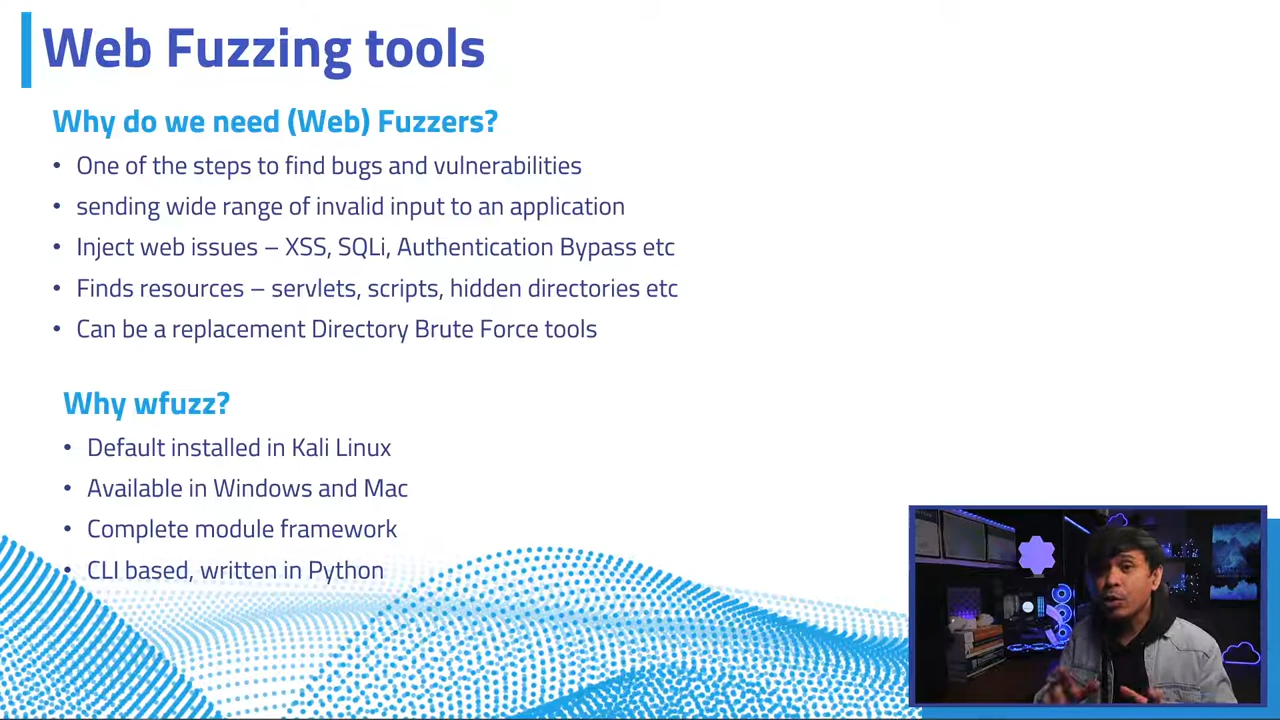 Web Fuzzing tools
Why do we need (Web) Fuzzers?
• One of the steps to find bugs and vulnerabilities
• sending wide range of invalid input to an application
• Inject web issues – XSS, SQLi, Authentication Bypass etc
• Finds resources – servlets, scripts, hidden directories etc
• Can be a replacement Directory Brute Force tools
Why wfuzz?
• Default installed in Kali Linux
• Available in Windows and Mac
• Complete module framework
• CLI based, written in Python